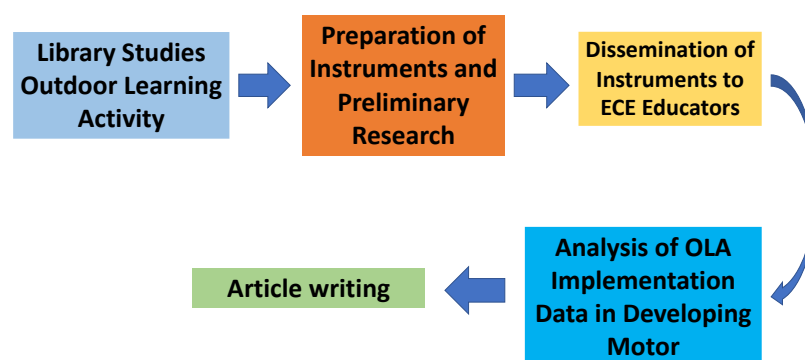 Library Studies
Outdoor Learning
Activity
Preparation of
Instruments and
Preliminary
Research
Dissemination of
Instruments to
ECE Educators
Analysis of OLA
Implementation
Data in Developing
Motor
Article writing